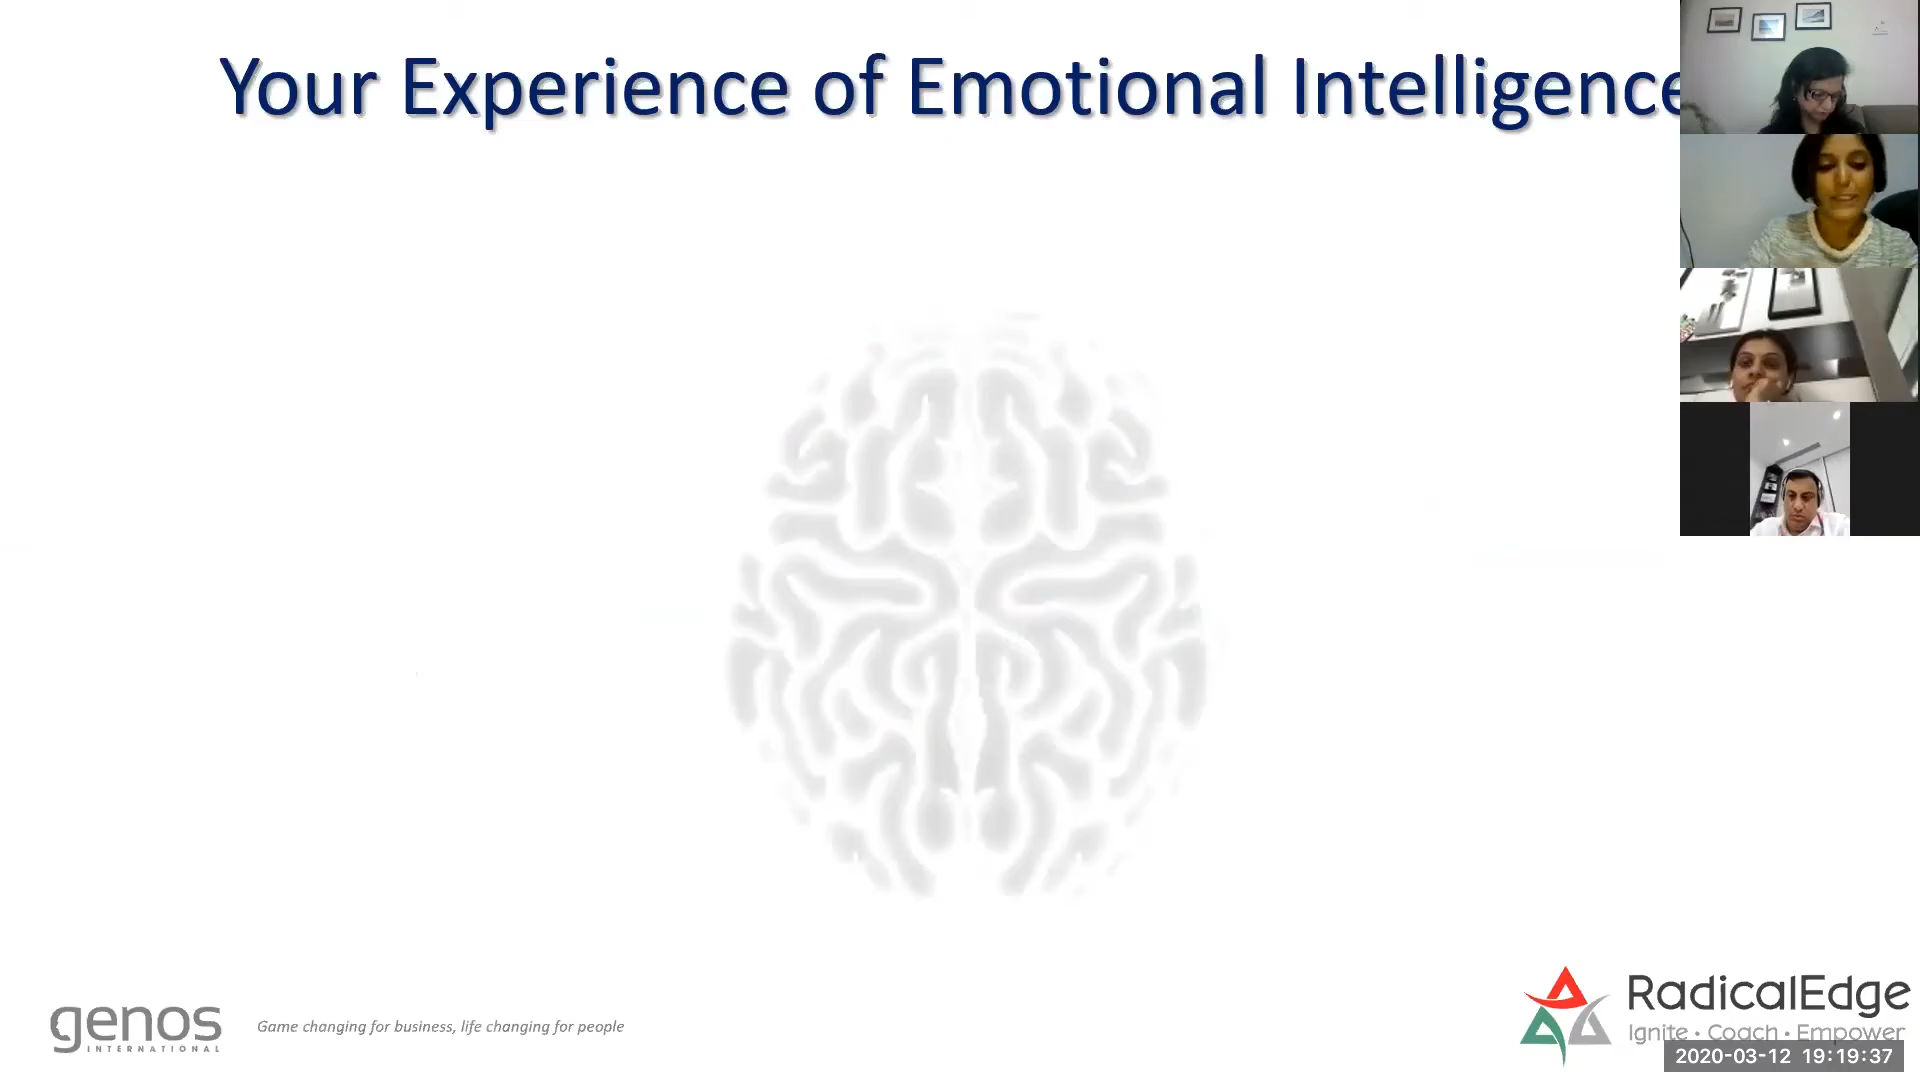 Your Experience of Emotional Intelligence
genos
INTERNATIONAL
Game changing for business, life changing for people
RadicalEdge
Ignite • Coach • Empower
2020-03-12 19:19:37